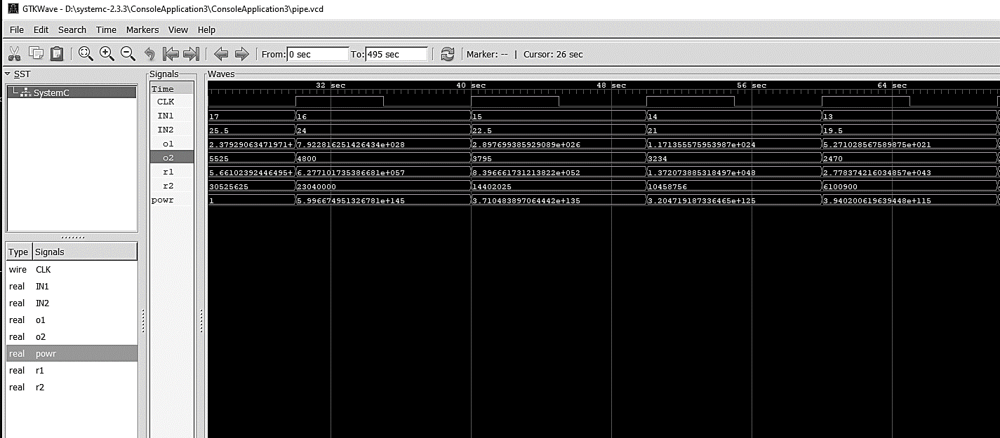 GTKWave - D:\systemc-2.3.3\ConsoleApplication3\ConsoleApplication3\pipe.vcd
File Edit Search Time Markers View Help
From: 0 sec To: 495 sec Marker: -- | Cursor: 26 sec
SST
SystemC
Type Signals
wire CLK
real IN1
real IN2
real o1
real o2
real powr
real r1
real r2
Signals
Waves
Time 32 sec 40 sec 48 sec 56 sec 64 sec
CLK
IN1 17 16 15 14 13
IN2 25.5 24 22.5 21 19.5
o1 2.37929063471971+ 7.922816251426434e+028 2.897699385929089e+026 1.171355575953987e+024 5.271028567589875e+021
o2 5525 4800 3795 3234 2470
r1 5.66102392446495+ 6.277101735386681e+057 8.396661731213822e+052 1.372073885318497e+048 2.778374216034857e+043
r2 30525625 23040000 14402025 10458756 6100900
powr 1 5.996674951326781e+145 3.710483897064442e+135 3.204719187336465e+125 3.940200619639448e+115